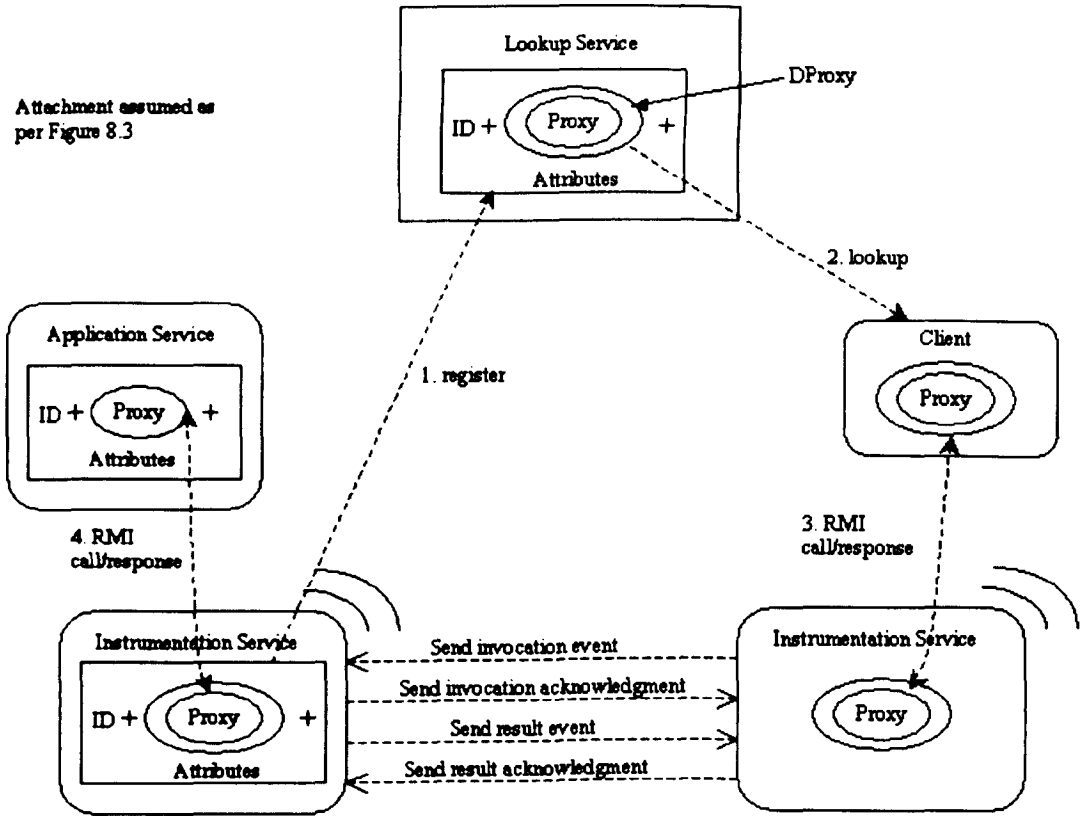 Lookup Service
DProxy
Attachment assumed as
per Figure 8.3
ID + Proxy +
Attributes
2. lookup
Application Service
Client
1. register
ID + Proxy +
Proxy
Attributes
4. RMI
call/response
3. RMI
call/response
Instrumentation Service
Instrumentation Service
Send invocation event
Send invocation acknowledgment
ID + Proxy +
Proxy
Send result event
Attributes
Send result acknowledgment